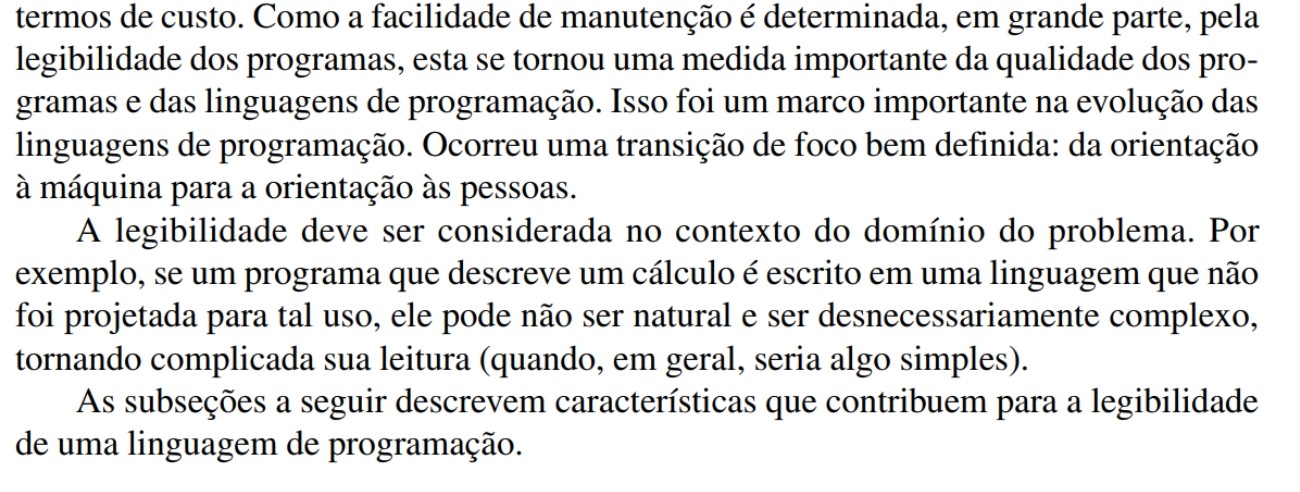 termos de custo. Como a facilidade de manutenção é determinada, em grande parte, pela
legibilidade dos programas, esta se tornou uma medida importante da qualidade dos pro-
gramas e das linguagens de programação. Isso foi um marco importante na evolução das
linguagens de programação. Ocorreu uma transição de foco bem definida: da orientação
à máquina para a orientação às pessoas.
A legibilidade deve ser considerada no contexto do domínio do problema. Por
exemplo, se um programa que descreve um cálculo é escrito em uma linguagem que não
foi projetada para tal uso, ele pode não ser natural e ser desnecessariamente complexo,
tornando complicada sua leitura (quando, em geral, seria algo simples).
As subseções a seguir descrevem características que contribuem para a legibilidade
de uma linguagem de programação.